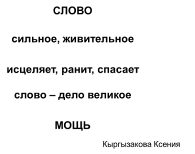 СЛОВО
сильное, живительное
исцеляет, ранит, спасает
слово – дело великое
МОЩЬ
Кыргызакова Ксения